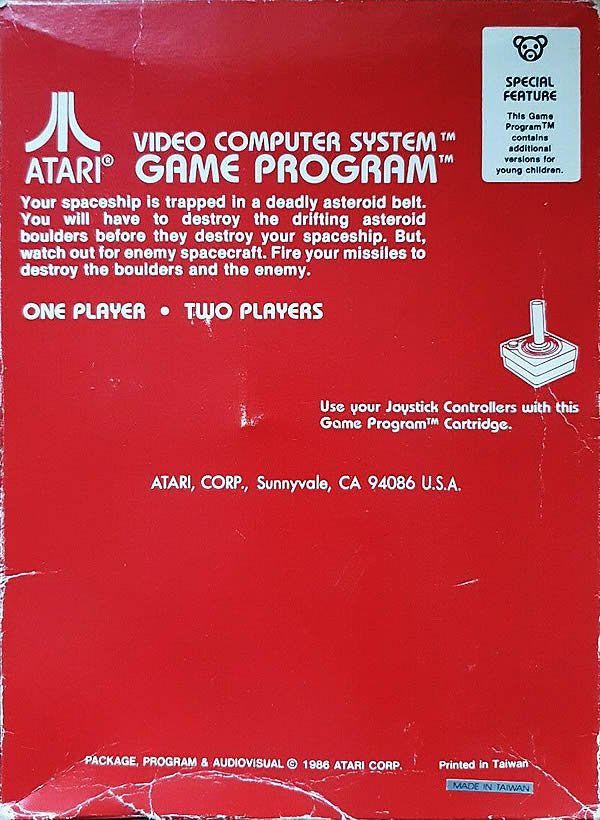 SPECIAL
FEATURE
This Game
Program™
contains
additional
versions for
young children.
ATARI®
VIDEO COMPUTER SYSTEM™
GAME PROGRAM™
Your spaceship is trapped in a deadly asteroid belt.
You will have to destroy the drifting asteroid
boulders before they destroy your spaceship. But,
watch out for enemy spacecraft. Fire your missiles to
destroy the boulders and the enemy.
ONE PLAYER • TWO PLAYERS
Use your Joystick Controllers with this
Game Program™ Cartridge.
ATARI, CORP., Sunnyvale, CA 94086 U.S.A.
PACKAGE, PROGRAM & AUDIOVISUAL © 1986 ATARI CORP.
Printed in Taiwan
MADE IN TAIWAN